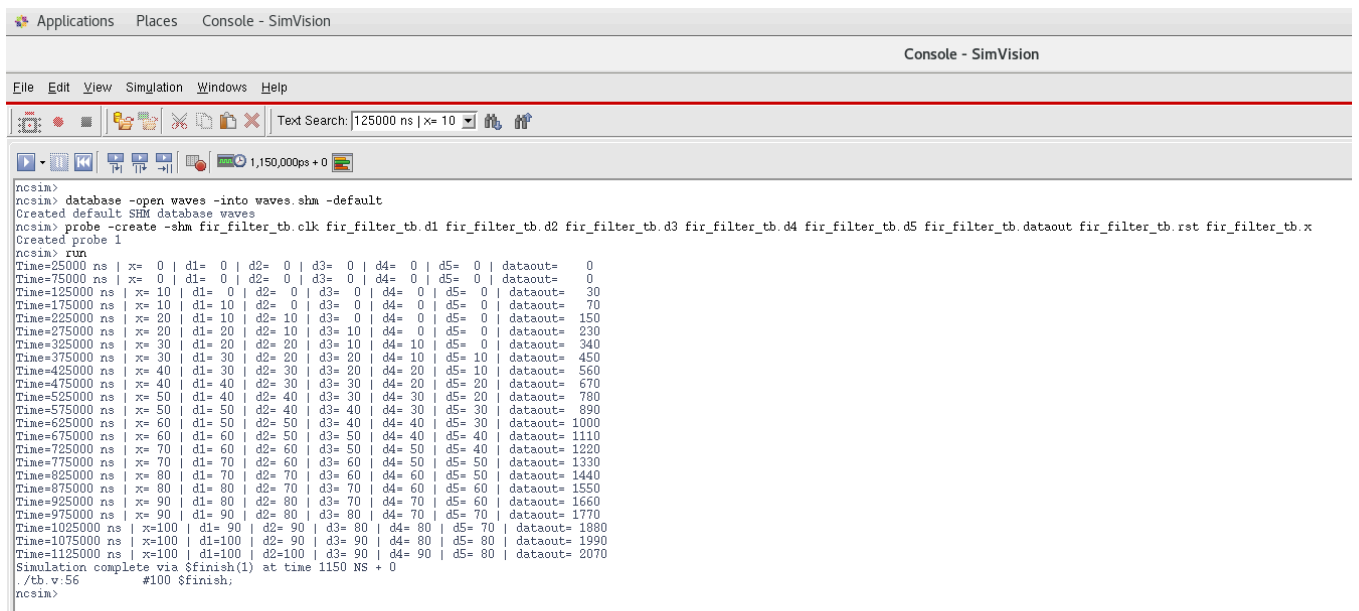 Applications Places Console - SimVision
Console - SimVision
File Edit View Simulation Windows Help
Text Search: 125000 ns | x= 10
1,150,000ps + 0
ncsim>
ncsim> database -open waves -into waves.shm -default
Created default SHM database waves
ncsim> probe -create -shm fir_filter_tb.clk fir_filter_tb.d1 fir_filter_tb.d2 fir_filter_tb.d3 fir_filter_tb.d4 fir_filter_tb.d5 fir_filter_tb.dataout fir_filter_tb.rst fir_filter_tb.x
Created probe 1
ncsim> run
Time=25000 ns | x=  0 | d1=  0 | d2=  0 | d3=  0 | d4=  0 | d5=  0 | dataout=    0
Time=75000 ns | x=  0 | d1=  0 | d2=  0 | d3=  0 | d4=  0 | d5=  0 | dataout=    0
Time=125000 ns | x= 10 | d1=  0 | d2=  0 | d3=  0 | d4=  0 | d5=  0 | dataout=   30
Time=175000 ns | x= 10 | d1= 10 | d2=  0 | d3=  0 | d4=  0 | d5=  0 | dataout=   70
Time=225000 ns | x= 20 | d1= 10 | d2= 10 | d3=  0 | d4=  0 | d5=  0 | dataout=  150
Time=275000 ns | x= 20 | d1= 20 | d2= 10 | d3= 10 | d4=  0 | d5=  0 | dataout=  230
Time=325000 ns | x= 30 | d1= 20 | d2= 20 | d3= 10 | d4= 10 | d5=  0 | dataout=  340
Time=375000 ns | x= 30 | d1= 30 | d2= 20 | d3= 20 | d4= 10 | d5= 10 | dataout=  450
Time=425000 ns | x= 40 | d1= 30 | d2= 30 | d3= 20 | d4= 20 | d5= 10 | dataout=  560
Time=475000 ns | x= 40 | d1= 40 | d2= 30 | d3= 30 | d4= 20 | d5= 20 | dataout=  670
Time=525000 ns | x= 50 | d1= 40 | d2= 40 | d3= 30 | d4= 30 | d5= 20 | dataout=  780
Time=575000 ns | x= 50 | d1= 50 | d2= 40 | d3= 40 | d4= 30 | d5= 30 | dataout=  890
Time=625000 ns | x= 60 | d1= 50 | d2= 50 | d3= 40 | d4= 40 | d5= 30 | dataout= 1000
Time=675000 ns | x= 60 | d1= 60 | d2= 50 | d3= 50 | d4= 40 | d5= 40 | dataout= 1110
Time=725000 ns | x= 70 | d1= 60 | d2= 60 | d3= 50 | d4= 50 | d5= 40 | dataout= 1220
Time=775000 ns | x= 70 | d1= 70 | d2= 60 | d3= 60 | d4= 50 | d5= 50 | dataout= 1330
Time=825000 ns | x= 80 | d1= 70 | d2= 70 | d3= 60 | d4= 60 | d5= 50 | dataout= 1440
Time=875000 ns | x= 80 | d1= 80 | d2= 70 | d3= 70 | d4= 60 | d5= 60 | dataout= 1550
Time=925000 ns | x= 90 | d1= 80 | d2= 80 | d3= 70 | d4= 70 | d5= 60 | dataout= 1660
Time=975000 ns | x= 90 | d1= 90 | d2= 80 | d3= 80 | d4= 70 | d5= 70 | dataout= 1770
Time=1025000 ns | x=100 | d1= 90 | d2= 90 | d3= 80 | d4= 80 | d5= 70 | dataout= 1880
Time=1075000 ns | x=100 | d1=100 | d2= 90 | d3= 90 | d4= 80 | d5= 80 | dataout= 1990
Time=1125000 ns | x=100 | d1=100 | d2=100 | d3= 90 | d4= 90 | d5= 80 | dataout= 2070
Simulation complete via $finish(1) at time 1150 NS + 0
./tb.v:56        #100 $finish;
ncsim>